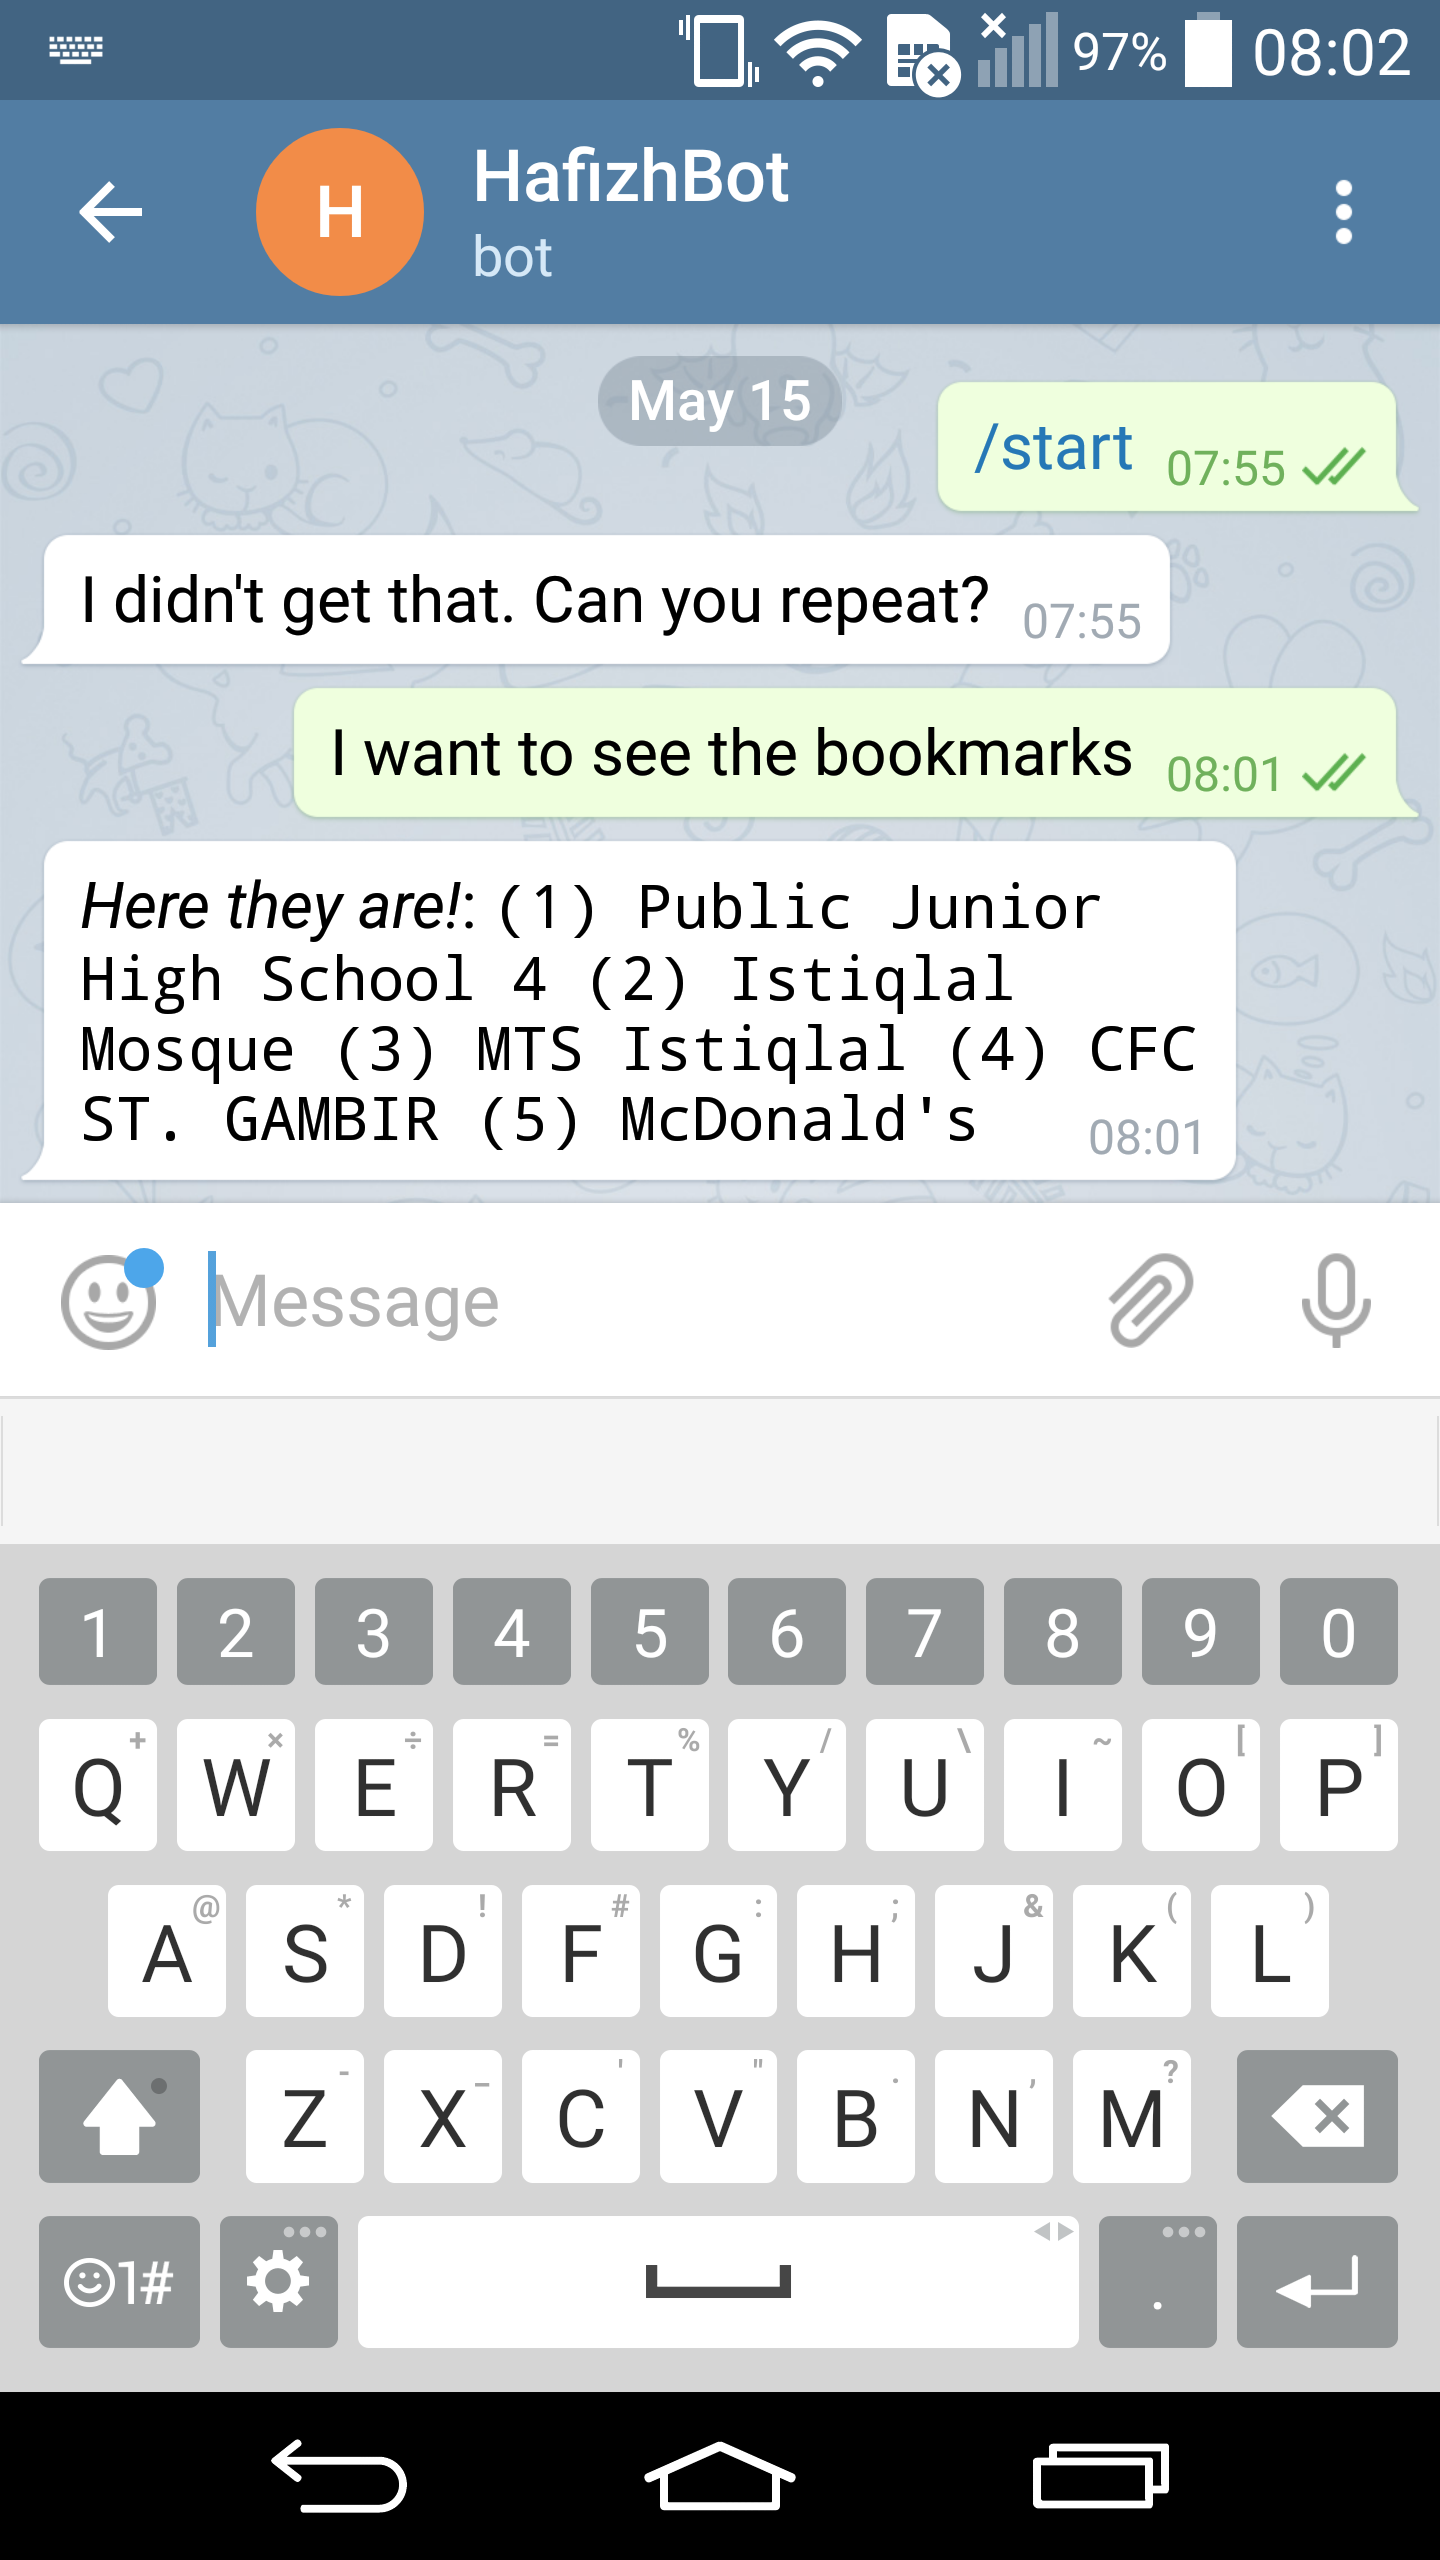 97% 08:02
H
HafizhBot
bot
May 15
/start 07:55
I didn't get that. Can you repeat? 07:55
I want to see the bookmarks 08:01
Here they are!: (1) Public Junior
High School 4 (2) Istiqlal
Mosque (3) MTS Istiqlal (4) CFC
ST. GAMBIR (5) McDonald's 08:01
Message
1 2 3 4 5 6 7 8 9 0
+ × ÷ = % / \ ~ [ ]
Q W E R T Y U I O P
@ * ! # : ; & ( )
A S D F G H J K L
- _ ' " . , ?
Z X C V B N M
1# .